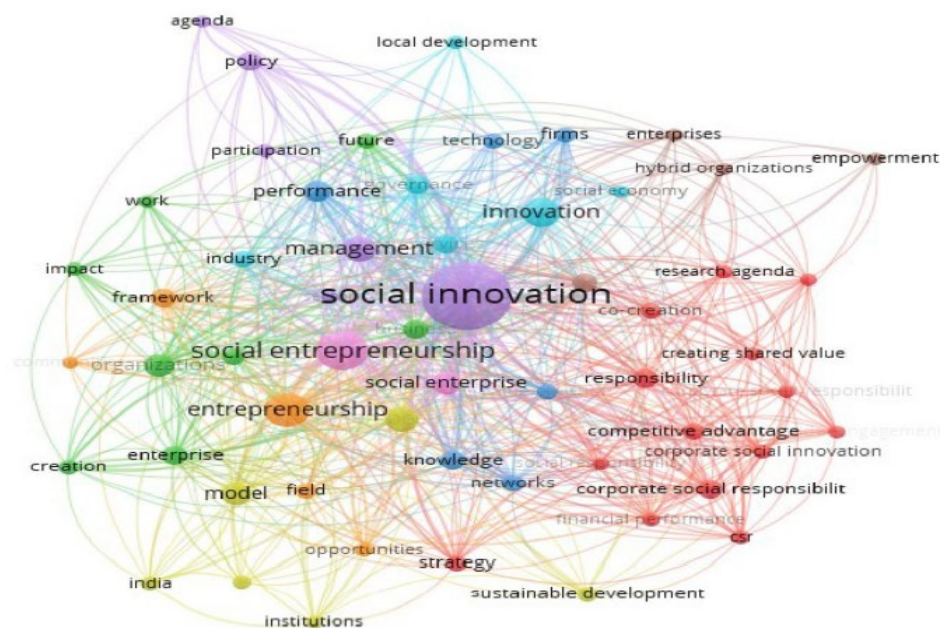 agenda
local development
policy
future
technology
firms
enterprises
participation
hybrid organizations
empowerment
performance
governance
social economy
work
innovation
management
industry
impact
research agenda
social innovation
framework
co-creation
social entrepreneurship
creating shared value
organizations
social enterprise
responsibility
responsibilit
entrepreneurship
competitive advantage
corporate social innovation
enterprise
creation
knowledge
social responsibility
networks
model
field
corporate social responsibilit
financial performance
csr
opportunities
strategy
india
sustainable development
institutions